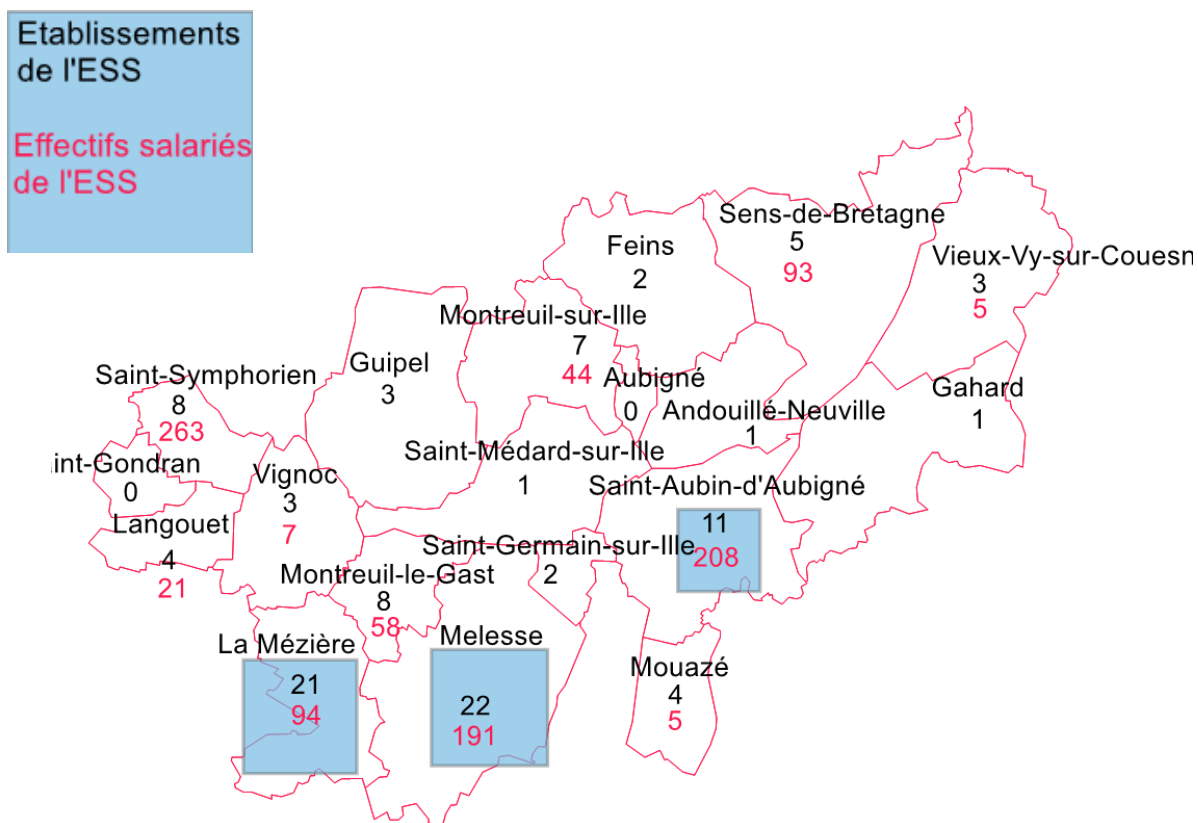 Etablissements
de l'ESS
Effectifs salariés
de l'ESS
Sens-de-Bretagne
5
93
Feins
2
Vieux-Vy-sur-Couesn
3
5
Montreuil-sur-Ille
7
44
Guipel
3
Saint-Symphorien
8
263
Aubigné
0
Andouillé-Neuville
1
Gahard
1
int-Gondran
0
Vignoc
3
7
Saint-Médard-sur-Ille
1
Saint-Aubin-d'Aubigné
11
208
Langouet
4
21
Saint-Germain-sur-Ille
2
Montreuil-le-Gast
8
58
La Mézière
21
94
Melesse
22
191
Mouazé
4
5